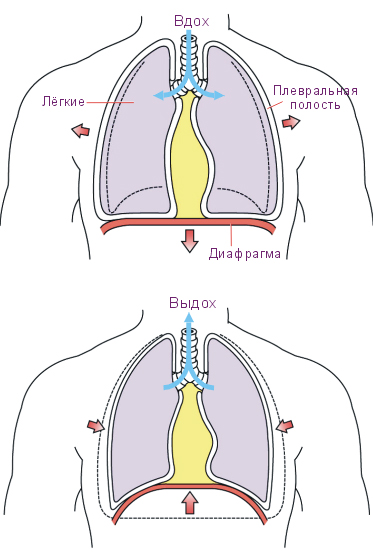 Вдох
Лёгкие
Плевральная
полость
Диафрагма
Выдох